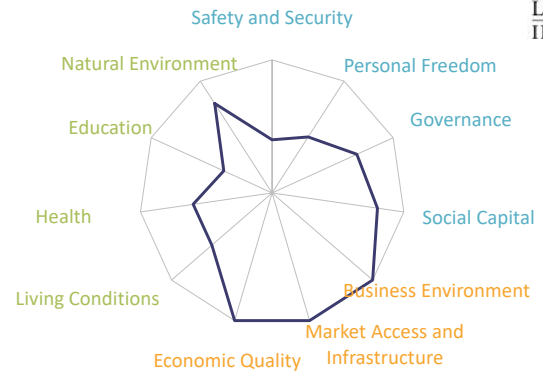 Safety and Security
Natural Environment
Personal Freedom
Education
Governance
Health
Social Capital
Business Environment
Living Conditions
Market Access and
Infrastructure
Economic Quality